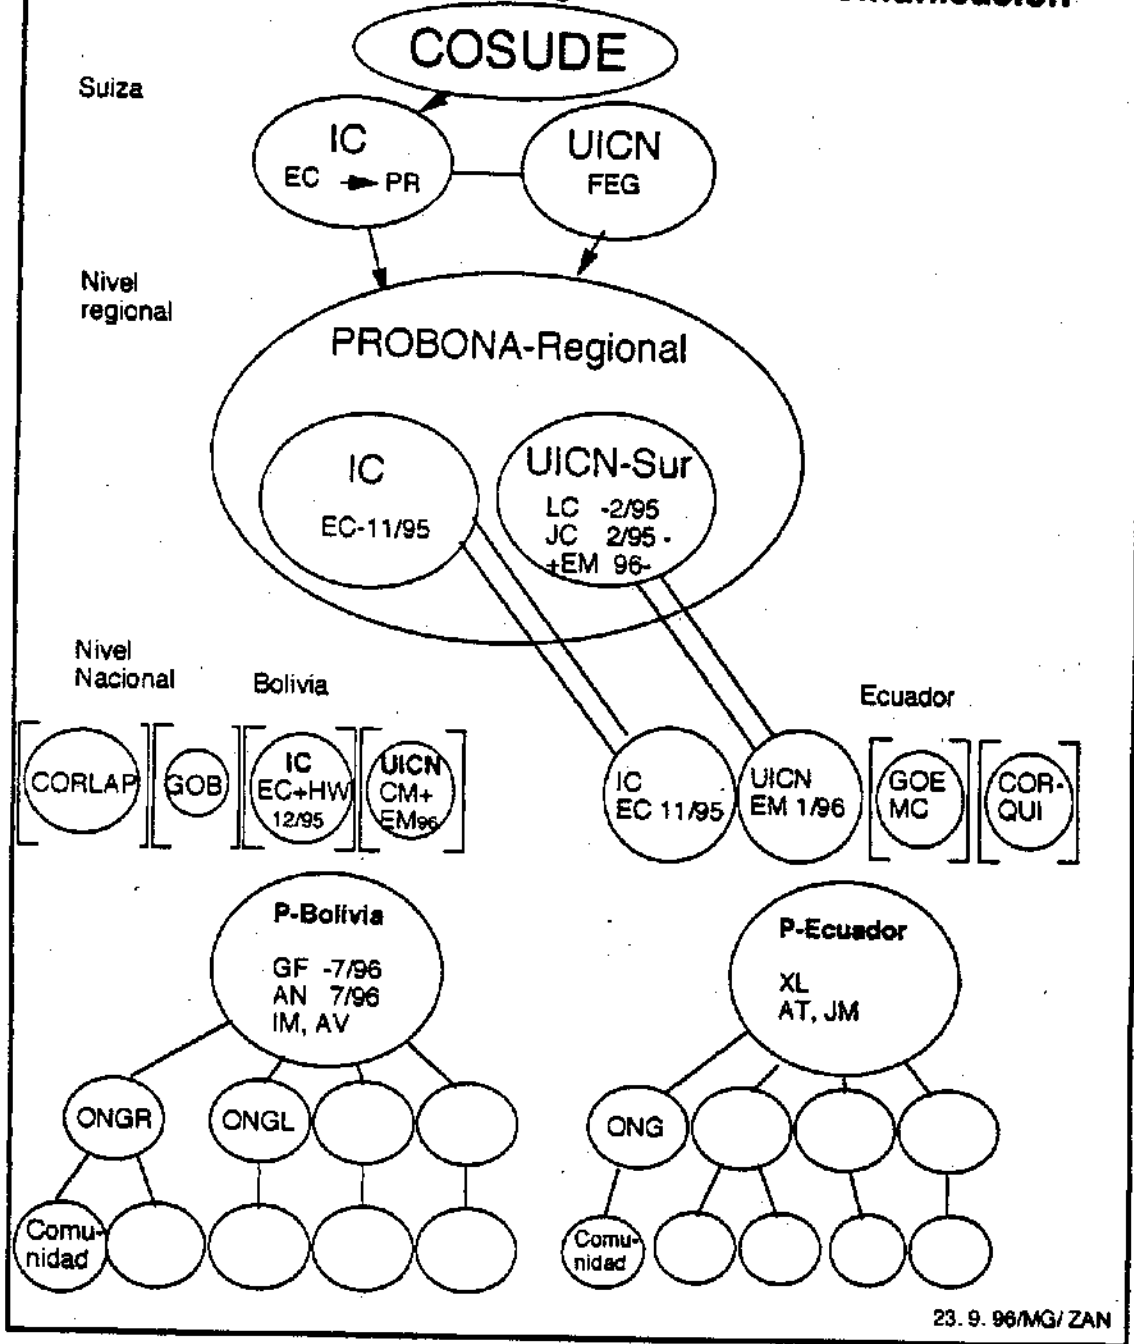 COSUDE
Suiza
IC
EC PR
UICN
FEG
Nivel
regional
PROBONA-Regional
IC
EC-11/95
UICN-Sur
LC -2/95
JC 2/95 -
+EM 96-
Nivel
Nacional
Bolivia
Ecuador
CORLAP
GOB
IC
EC+HW
12/95
UICN
CM+
EM96
IC
EC 11/95
UICN
EM 1/96
GOE
MC
COR-
QUI
P-Bolivia
GF -7/96
AN 7/96
IM, AV
P-Ecuador
XL
AT, JM
ONGR
ONGL
ONG
Comu-
nidad
Comu-
nidad
23. 9. 96/MG/ ZAN